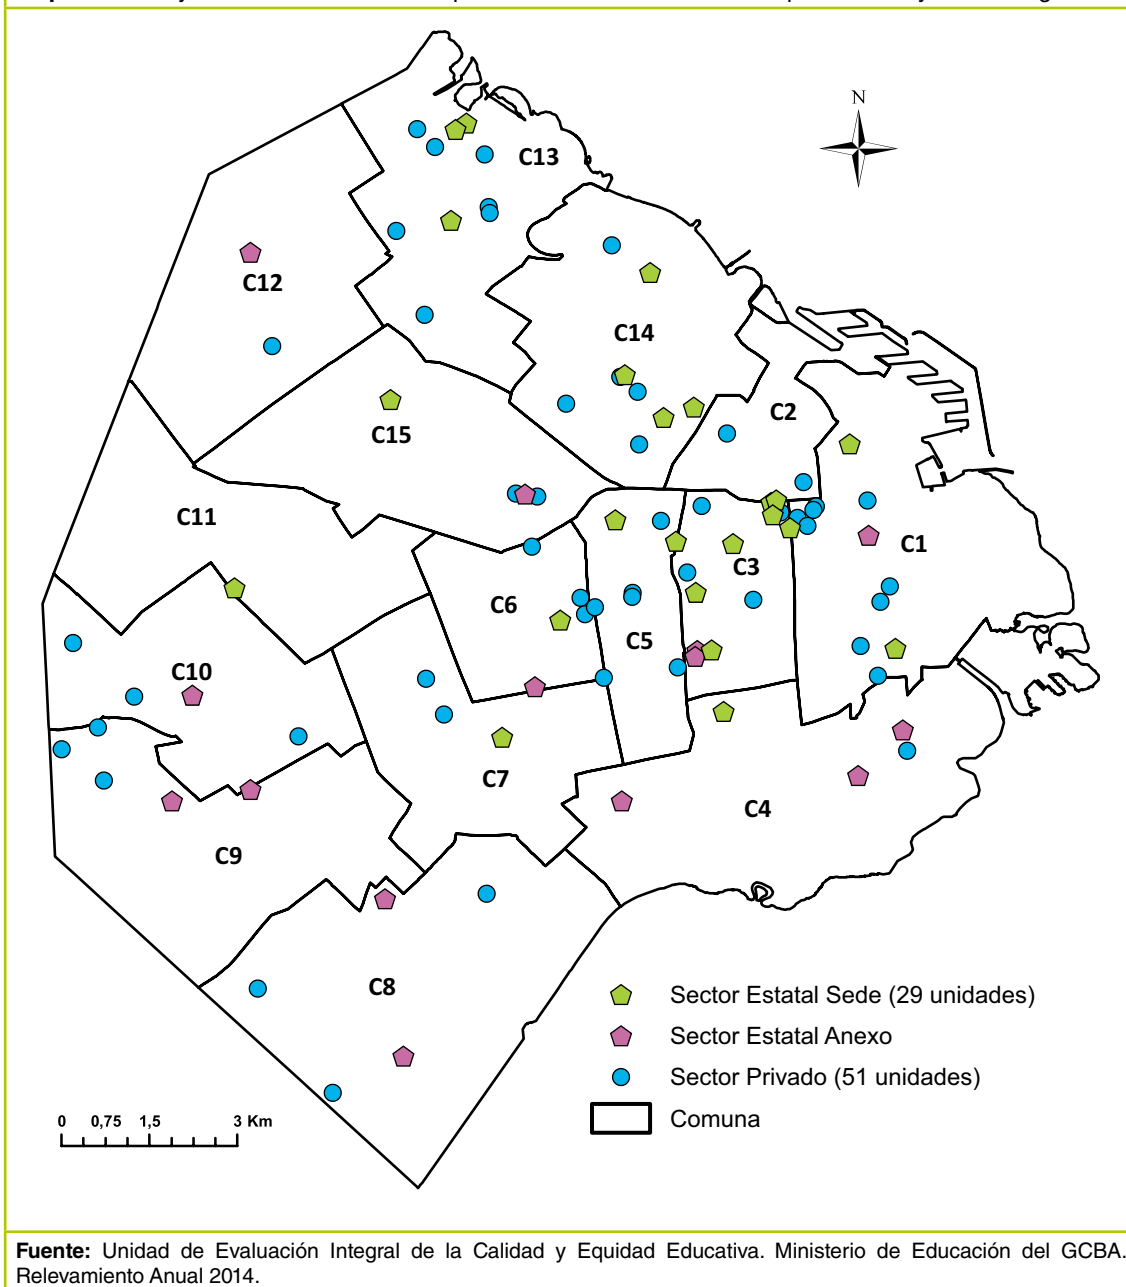 N
C13
C12
C14
C2
C15
C11
C1
C3
C6
C5
C10
C7
C4
C9
C8
Sector Estatal Sede (29 unidades)
Sector Estatal Anexo
Sector Privado (51 unidades)
Comuna
0 0,75 1,5 3 Km
Fuente: Unidad de Evaluación Integral de la Calidad y Equidad Educativa. Ministerio de Educación del GCBA.
Relevamiento Anual 2014.